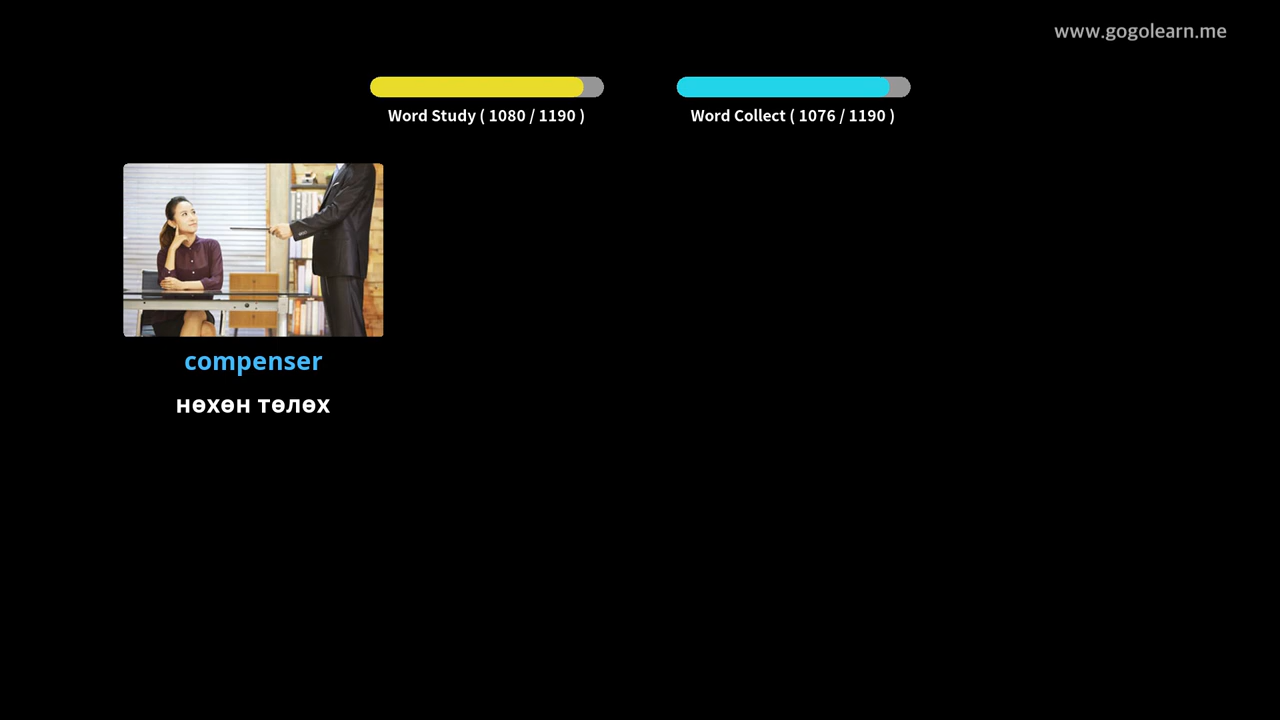 www.gogolearn.me
Word Study ( 1080 / 1190 )
Word Collect ( 1076 / 1190 )
compenser
нөхөн төлөх